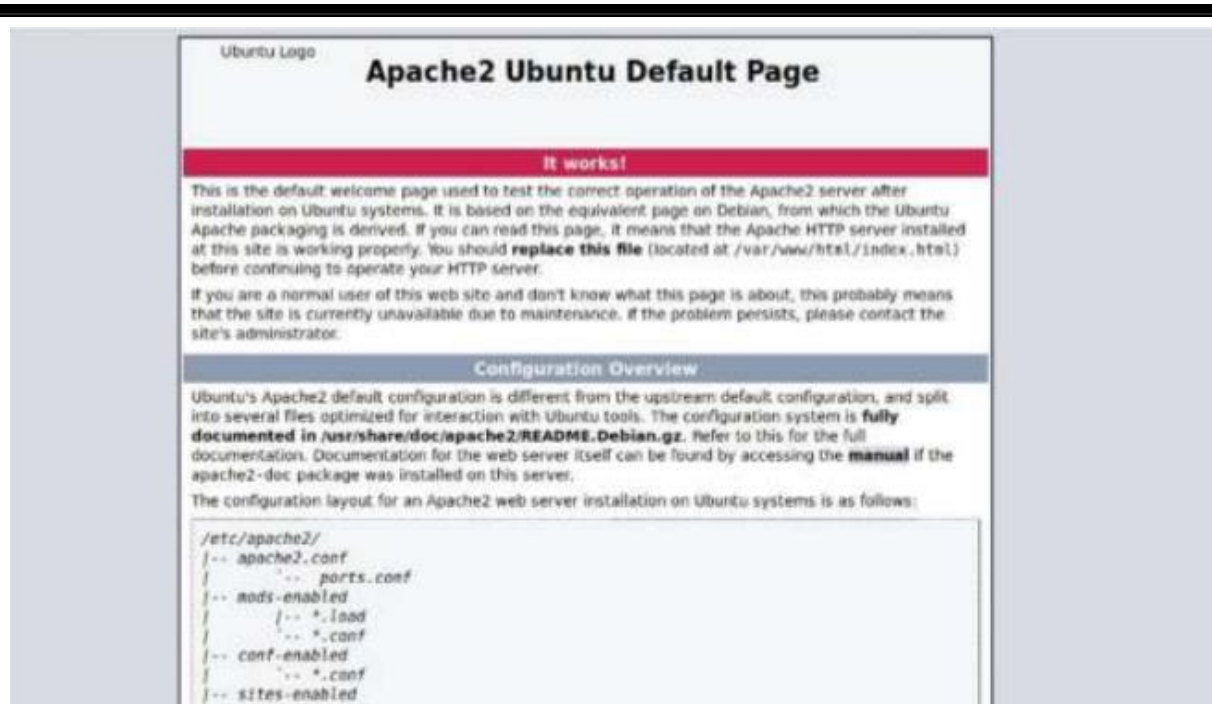 Ubuntu Logo
Apache2 Ubuntu Default Page
It works!
This is the default welcome page used to test the correct operation of the Apache2 server after
installation on Ubuntu systems. It is based on the equivalent page on Debian, from which the Ubuntu
Apache packaging is derived. If you can read this page, it means that the Apache HTTP server installed
at this site is working properly. You should replace this file (located at /var/www/html/index.html)
before continuing to operate your HTTP server.
If you are a normal user of this web site and don't know what this page is about, this probably means
that the site is currently unavailable due to maintenance. If the problem persists, please contact the
site's administrator.
Configuration Overview
Ubuntu's Apache2 default configuration is different from the upstream default configuration, and split
into several files optimized for interaction with Ubuntu tools. The configuration system is fully
documented in /usr/share/doc/apache2/README.Debian.gz. Refer to this for the full
documentation. Documentation for the web server itself can be found by accessing the manual if the
apache2-doc package was installed on this server.
The configuration layout for an Apache2 web server installation on Ubuntu systems is as follows:
/etc/apache2/
|-- apache2.conf
|       `--  ports.conf
|-- mods-enabled
|       |-- *.load
|       `-- *.conf
|-- conf-enabled
|       `-- *.conf
|-- sites-enabled